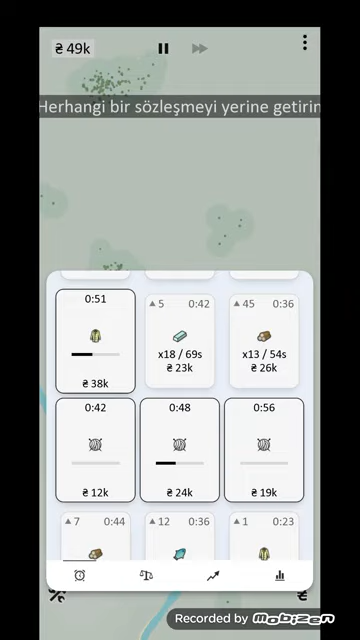 ₴ 49k
Herhangi bir sözleşmeyi yerine getirin
0:51
▲ 5 0:42
▲ 45 0:36
x18 / 69s
x13 / 54s
₴ 38k
₴ 23k
₴ 26k
0:42
0:48
0:56
₴ 12k
₴ 24k
₴ 19k
▲ 7 0:44
▲ 12 0:36
▲ 1 0:23
₴
Recorded by Mobizen